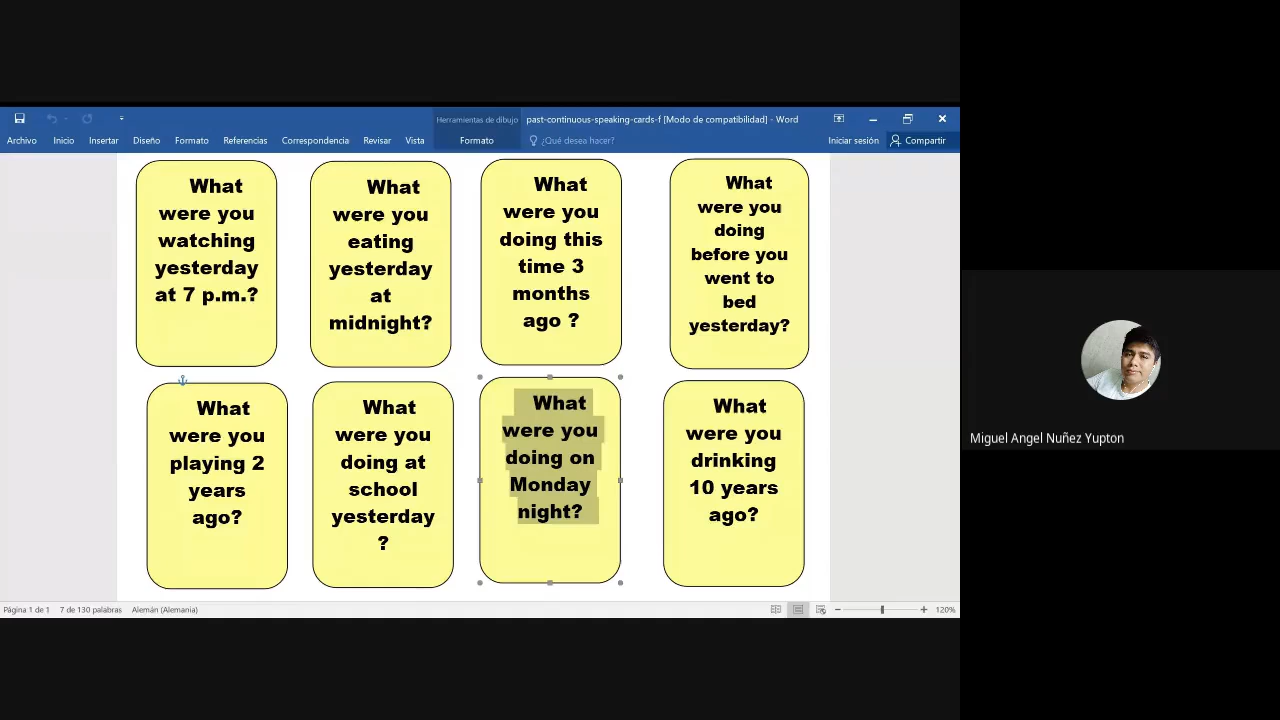 Herramientas de dibujo
past-continuous-speaking-cards-f [Modo de compatibilidad] - Word
Archivo
Inicio
Insertar
Diseño
Formato
Referencias
Correspondencia
Revisar
Vista
Formato
¿Qué desea hacer?
Iniciar sesión
Compartir
What
were you
watching
yesterday
at 7 p.m.?
What
were you
eating
yesterday
at
midnight?
What
were you
doing this
time 3
months
ago ?
What
were you
doing
before you
went to
bed
yesterday?
What
were you
playing 2
years
ago?
What
were you
doing at
school
yesterday
?
What
were you
doing on
Monday
night?
What
were you
drinking
10 years
ago?
Miguel Angel Nuñez Yupton
Página 1 de 1
7 de 130 palabras
Alemán (Alemania)
120%